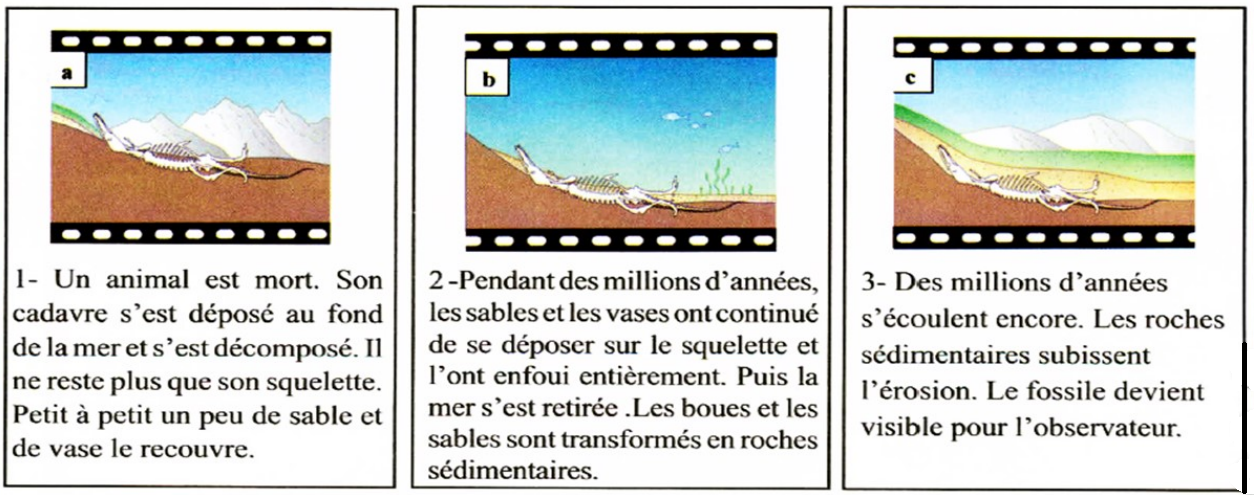 a
1- Un animal est mort. Son
cadavre s'est déposé au fond
de la mer et s'est décomposé. Il
ne reste plus que son squelette.
Petit à petit un peu de sable et
de vase le recouvre.
b
2 -Pendant des millions d'années,
les sables et les vases ont continué
de se déposer sur le squelette et
l'ont enfoui entièrement. Puis la
mer s'est retirée .Les boues et les
sables sont transformés en roches
sédimentaires.
c
3- Des millions d'années
s'écoulent encore. Les roches
sédimentaires subissent
l'érosion. Le fossile devient
visible pour l'observateur.